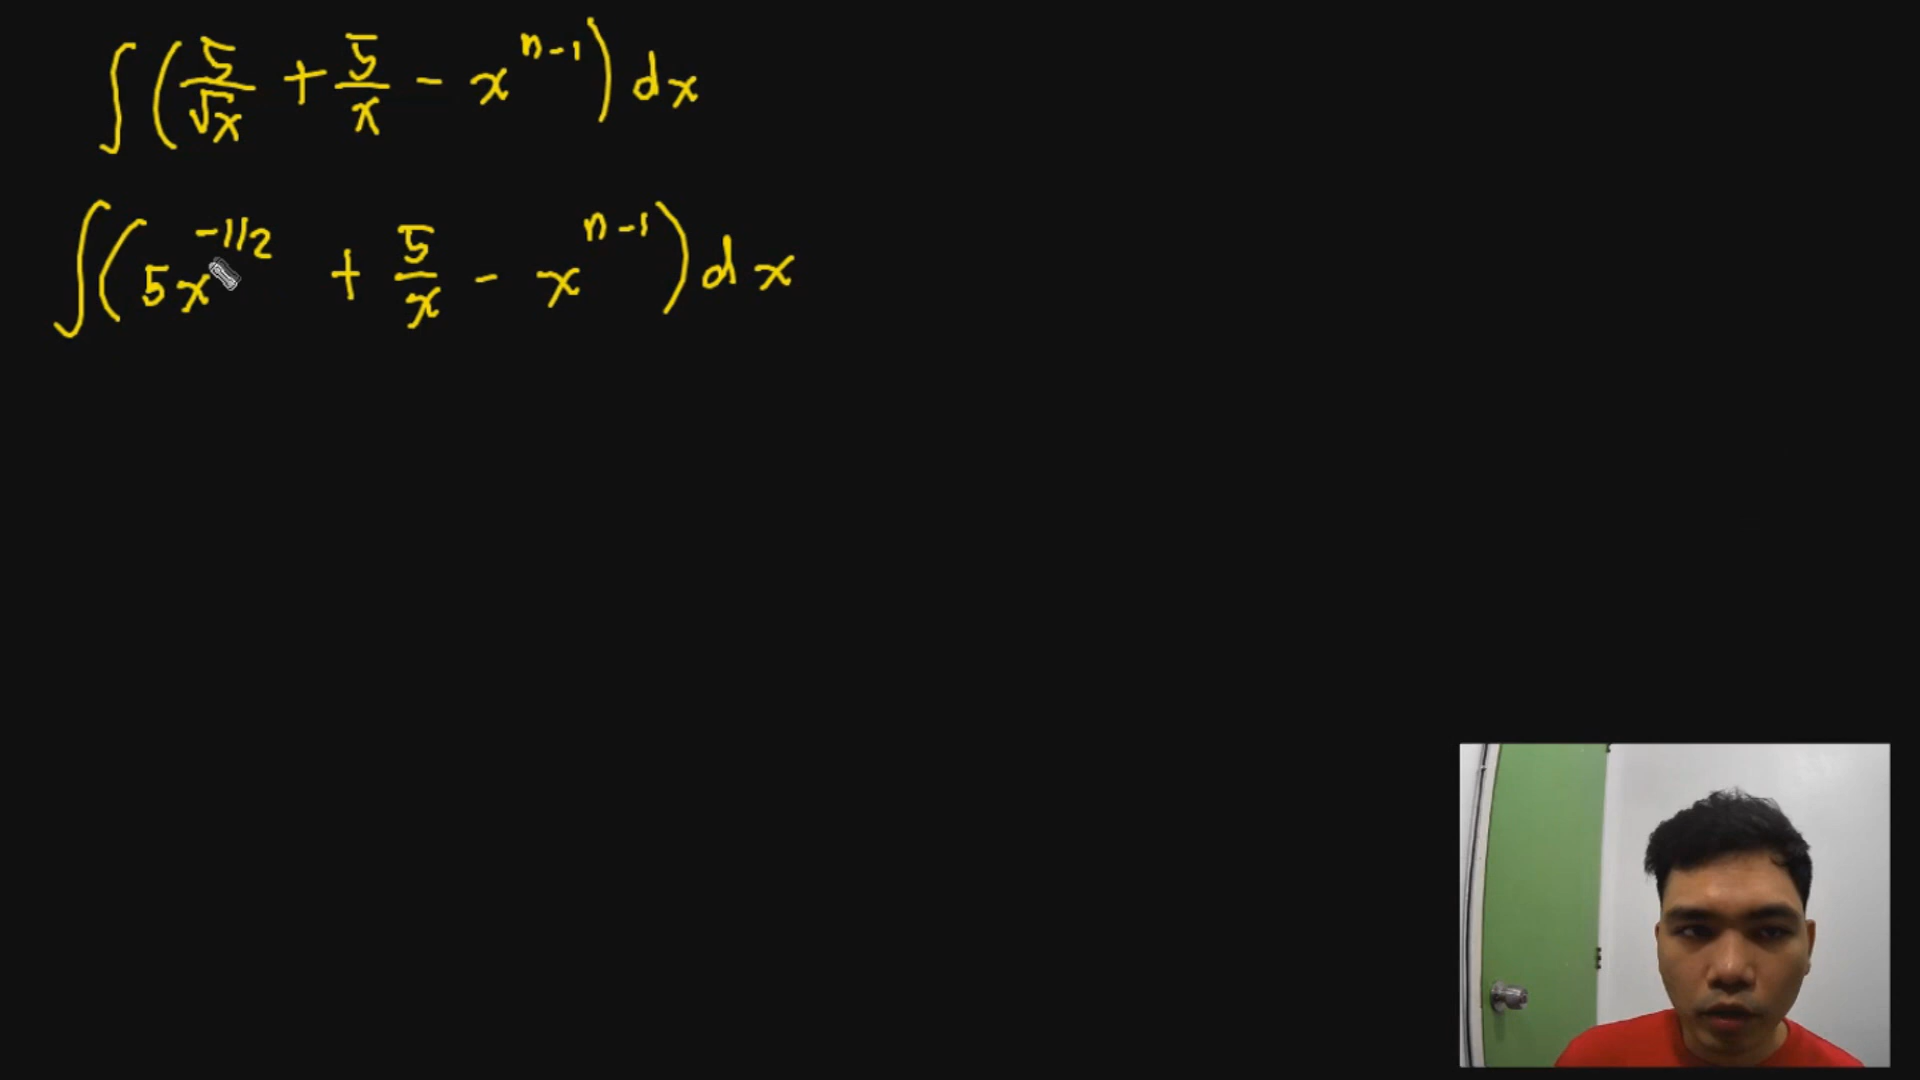 ∫ (5/√x + 5/x - x^(n-1)) dx
∫ (5x^(-1/2) + 5/x - x^(n-1)) dx